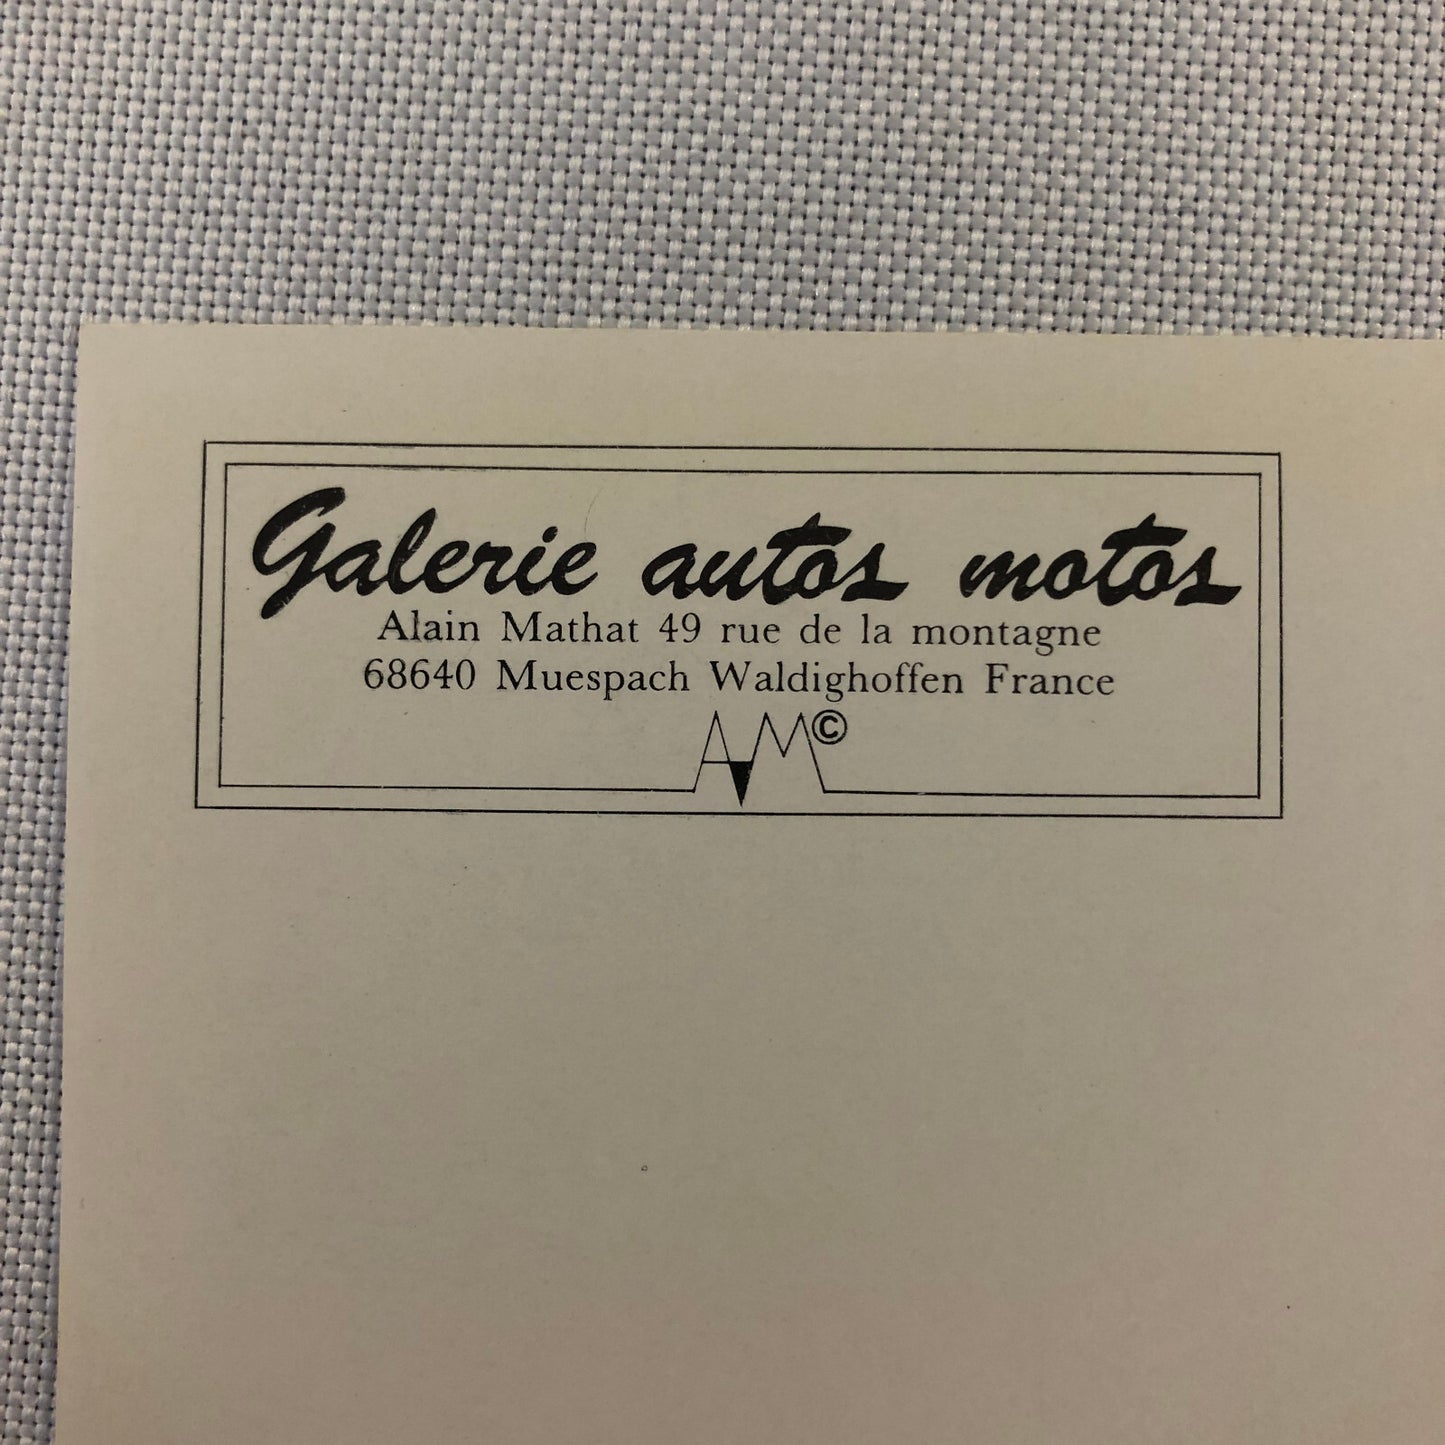 Galerie autos motos
Alain Mathat 49 rue de la montagne
68640 Muespach Waldighoffen France
AM©